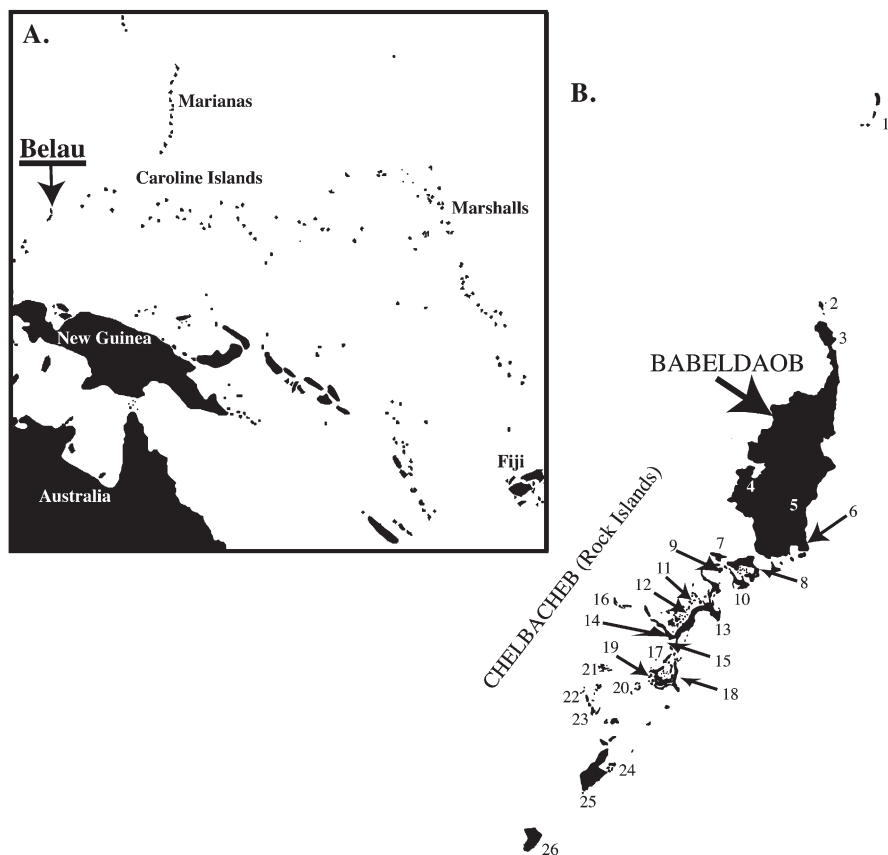 A.
Marianas
Belau
Caroline Islands
Marshalls
New Guinea
Australia
Fiji
B.
1
2
3
BABELDAOB
4
5
6
CHELBACHEB (Rock Islands)
7
9
8
11
10
12
16
13
14
17
15
19
21
20
18
22
23
24
25
26